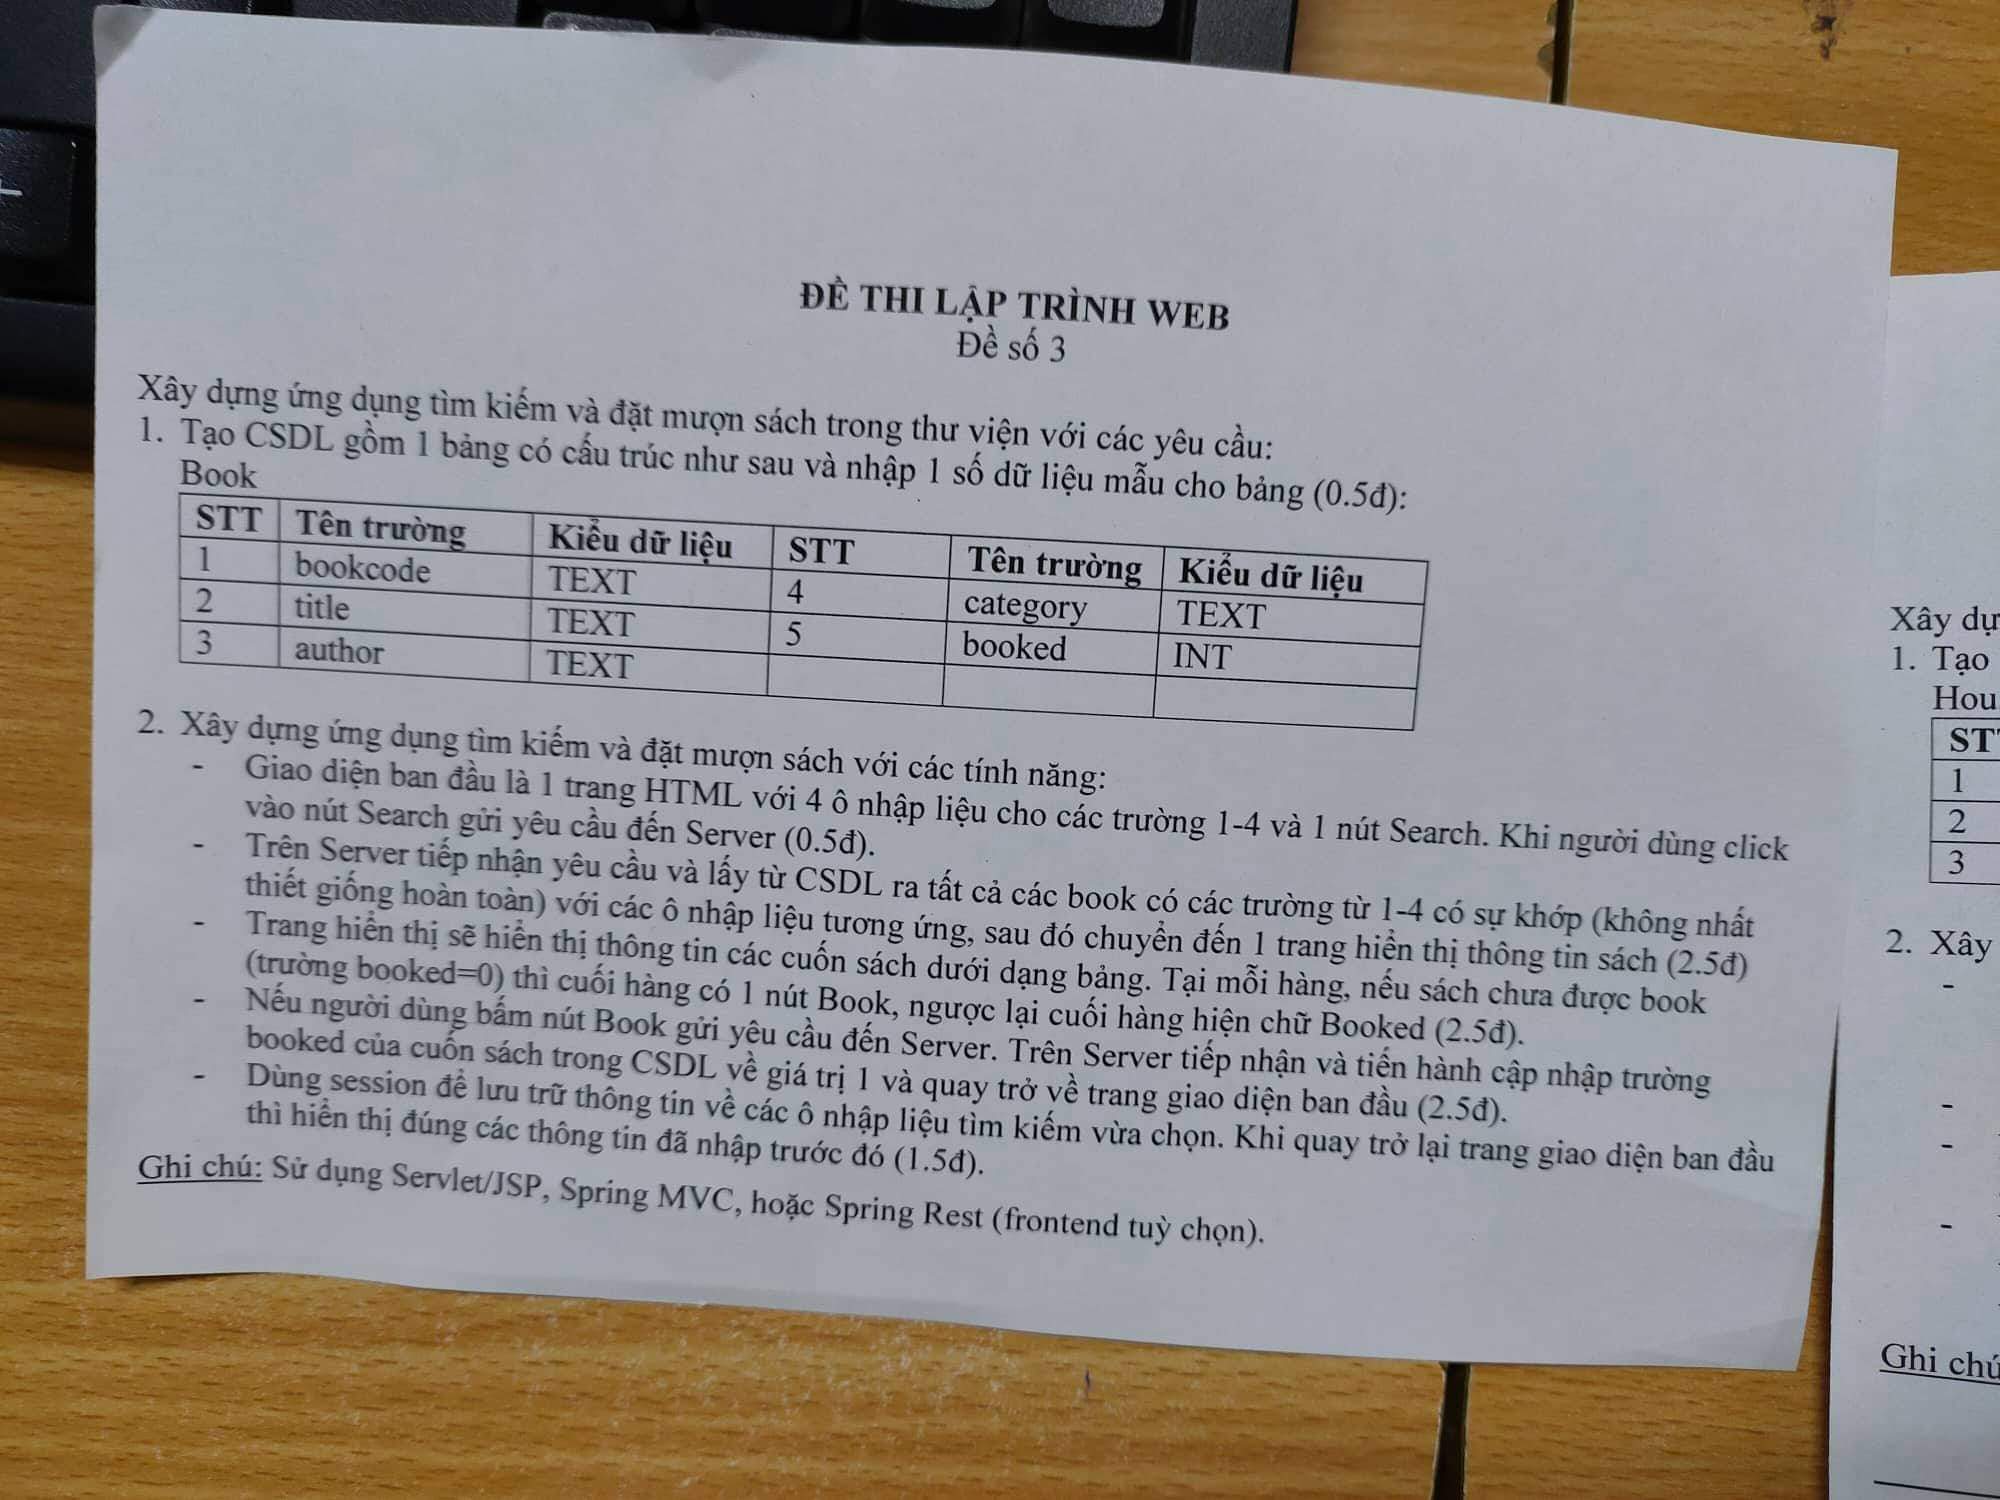 ĐỀ THI LẬP TRÌNH WEB
Đề số 3
Xây dựng ứng dụng tìm kiếm và đặt mượn sách trong thư viện với các yêu cầu:
1. Tạo CSDL gồm 1 bảng có cấu trúc như sau và nhập 1 số dữ liệu mẫu cho bảng (0.5đ):
Book
STT Tên trường Kiểu dữ liệu STT Tên trường Kiểu dữ liệu
1 bookcode TEXT 4 category TEXT
2 title TEXT 5 booked INT
3 author TEXT
2. Xây dựng ứng dụng tìm kiếm và đặt mượn sách với các tính năng:
- Giao diện ban đầu là 1 trang HTML với 4 ô nhập liệu cho các trường 1-4 và 1 nút Search. Khi người dùng click
vào nút Search gửi yêu cầu đến Server (0.5đ).
- Trên Server tiếp nhận yêu cầu và lấy từ CSDL ra tất cả các book có các trường từ 1-4 có sự khớp (không nhất
thiết giống hoàn toàn) với các ô nhập liệu tương ứng, sau đó chuyển đến 1 trang hiển thị thông tin sách (2.5đ)
- Trang hiển thị sẽ hiển thị thông tin các cuốn sách dưới dạng bảng. Tại mỗi hàng, nếu sách chưa được book
(trường booked=0) thì cuối hàng có 1 nút Book, ngược lại cuối hàng hiện chữ Booked (2.5đ).
- Nếu người dùng bấm nút Book gửi yêu cầu đến Server. Trên Server tiếp nhận và tiến hành cập nhập trường
booked của cuốn sách trong CSDL về giá trị 1 và quay trở về trang giao diện ban đầu (2.5đ).
- Dùng session để lưu trữ thông tin về các ô nhập liệu tìm kiếm vừa chọn. Khi quay trở lại trang giao diện ban đầu
thì hiển thị đúng các thông tin đã nhập trước đó (1.5đ).
Ghi chú: Sử dụng Servlet/JSP, Spring MVC, hoặc Spring Rest (frontend tuỳ chọn).
Xây dự
1. Tạo
Hou
STT
1
2
3
2. Xây
-
-
-
-
Ghi chú